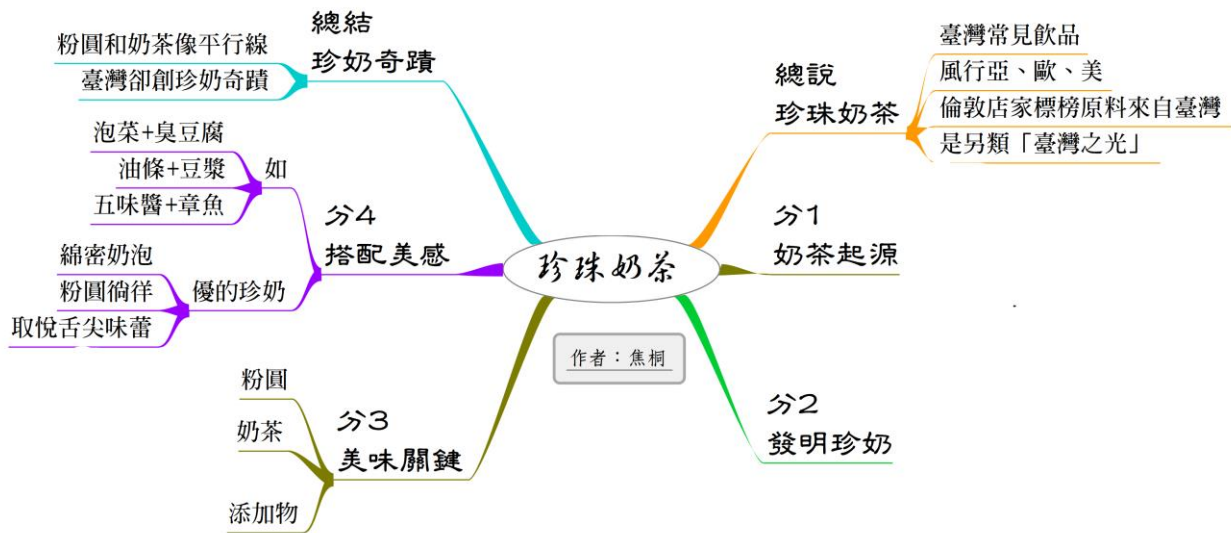 珍珠奶茶
作者：焦桐
總說
珍珠奶茶
臺灣常見飲品
風行亞、歐、美
倫敦店家標榜原料來自臺灣
是另類「臺灣之光」
分1
奶茶起源
分2
發明珍奶
分3
美味關鍵
粉圓
奶茶
添加物
分4
搭配美感
如
泡菜+臭豆腐
油條+豆漿
五味醬+章魚
優的珍奶
綿密奶泡
粉圓徜徉
取悅舌尖味蕾
總結
珍奶奇蹟
粉圓和奶茶像平行線
臺灣卻創珍奶奇蹟